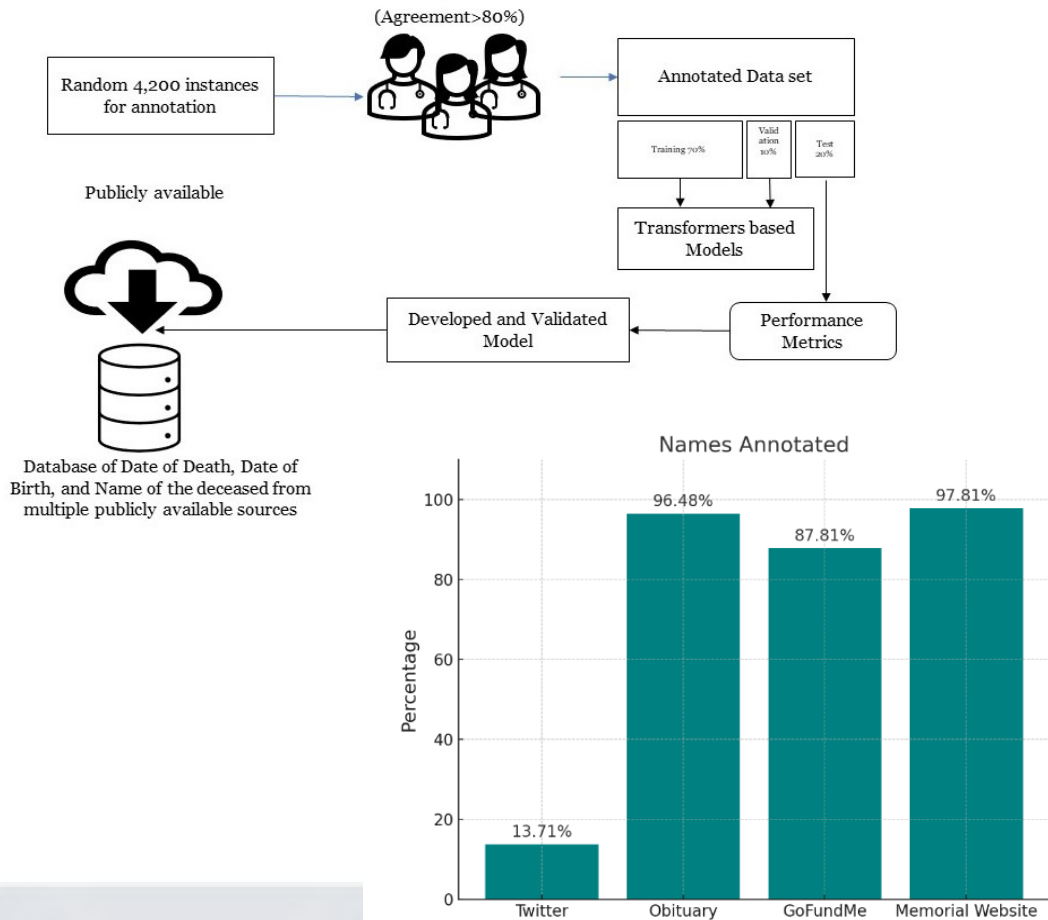 (Agreement>80%)
Random 4,200 instances
for annotation
Annotated Data set
Training 70%
Valid
ation
10%
Test
20%
Publicly available
Transformers based
Models
Developed and Validated
Model
Performance
Metrics
Database of Date of Death, Date of
Birth, and Name of the deceased from
multiple publicly available sources
Names Annotated
Percentage
100
80
60
40
20
0
13.71%
96.48%
87.81%
97.81%
Twitter
Obituary
GoFundMe
Memorial Website